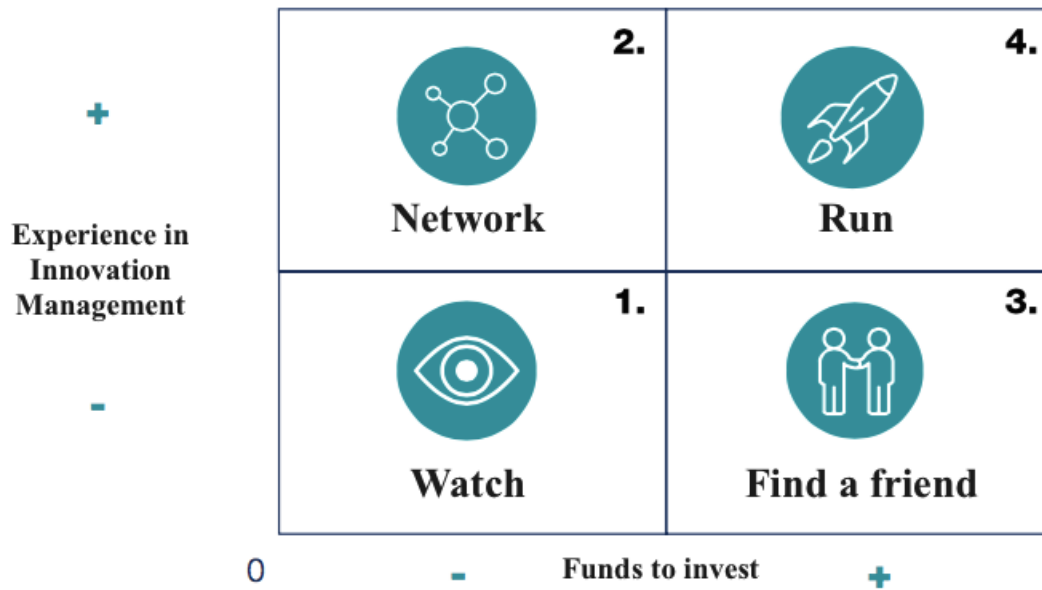 2.
4.
+
Network
Run
Experience in
Innovation
Management
1.
3.
-
Watch
Find a friend
0
-
Funds to invest
+